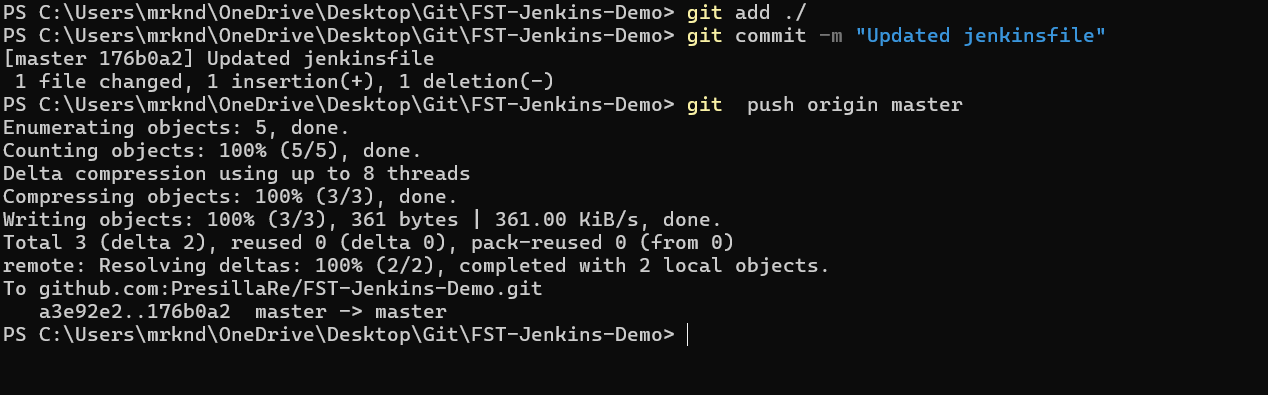 PS C:\Users\mrknd\OneDrive\Desktop\Git\FST-Jenkins-Demo> git add ./
PS C:\Users\mrknd\OneDrive\Desktop\Git\FST-Jenkins-Demo> git commit -m "Updated jenkinsfile"
[master 176b0a2] Updated jenkinsfile
 1 file changed, 1 insertion(+), 1 deletion(-)
PS C:\Users\mrknd\OneDrive\Desktop\Git\FST-Jenkins-Demo> git  push origin master
Enumerating objects: 5, done.
Counting objects: 100% (5/5), done.
Delta compression using up to 8 threads
Compressing objects: 100% (3/3), done.
Writing objects: 100% (3/3), 361 bytes | 361.00 KiB/s, done.
Total 3 (delta 2), reused 0 (delta 0), pack-reused 0 (from 0)
remote: Resolving deltas: 100% (2/2), completed with 2 local objects.
To github.com:PresillaRe/FST-Jenkins-Demo.git
   a3e92e2..176b0a2  master -> master
PS C:\Users\mrknd\OneDrive\Desktop\Git\FST-Jenkins-Demo>